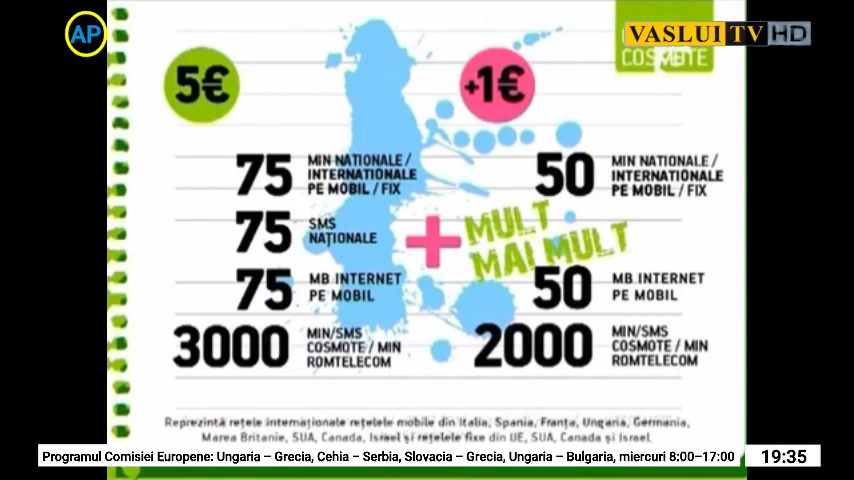 AP
VASLUI TV HD
COSMOTE
5€
+1€
75 MIN NATIONALE /
INTERNATIONALE
PE MOBIL / FIX
50 MIN NATIONALE /
INTERNATIONALE
PE MOBIL / FIX
75 SMS
NAȚIONALE
+
MULT
MAI MULT
75 MB INTERNET
PE MOBIL
50 MB INTERNET
PE MOBIL
3000 MIN/SMS
COSMOTE / MIN
ROMTELECOM
2000 MIN/SMS
COSMOTE / MIN
ROMTELECOM
Reprezintă rețele internaționale rețelele mobile din Italia, Spania, Franța, Ungaria, Germania,
Marea Britanie, SUA, Canada, Israel și rețelele fixe din UE, SUA, Canada și Israel.
Programul Comisiei Europene: Ungaria – Grecia, Cehia – Serbia, Slovacia – Grecia, Ungaria – Bulgaria, miercuri 8:00–17:00
19:35